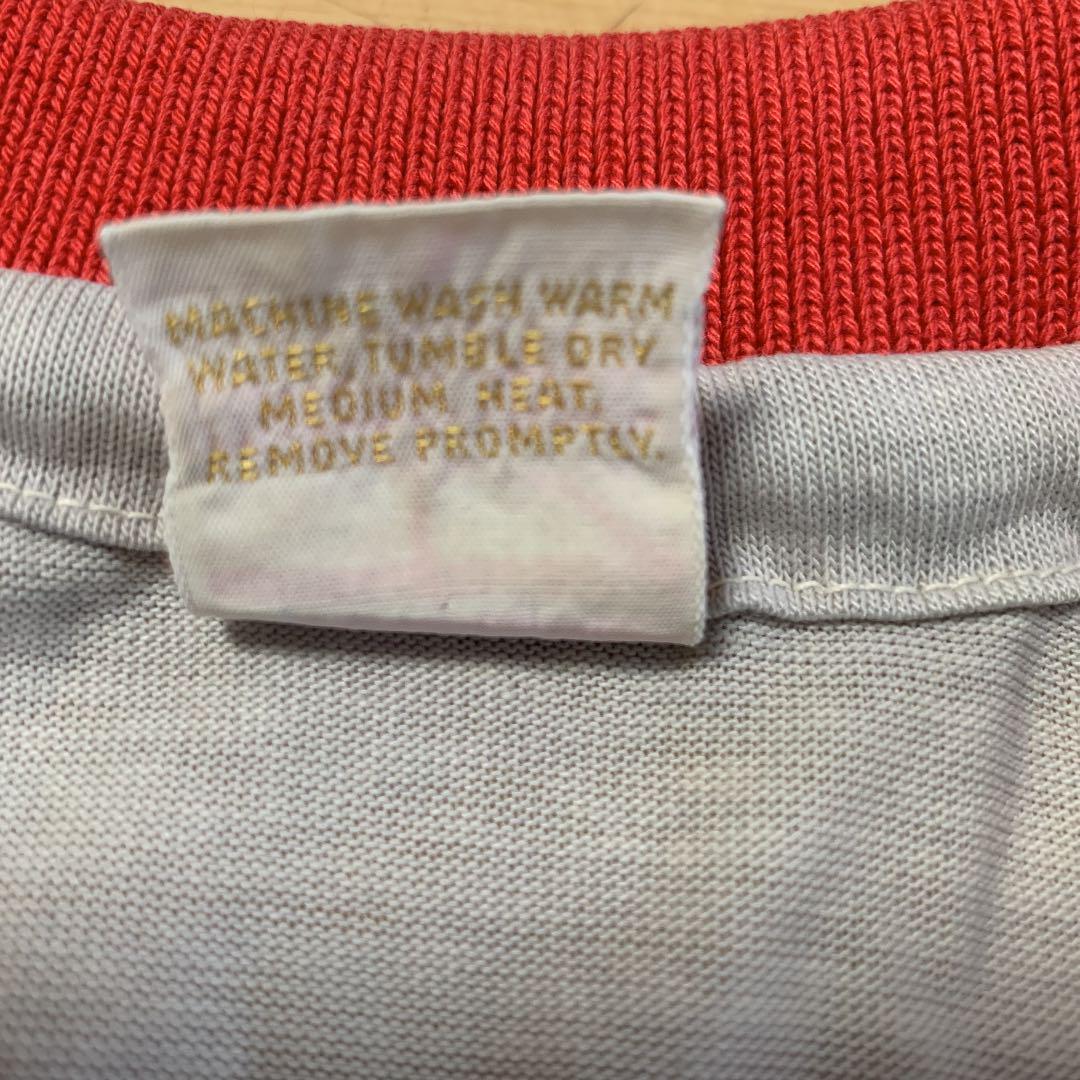 MACHINE WASH WARM
WATER, TUMBLE DRY
MEDIUM HEAT.
REMOVE PROMPTLY.